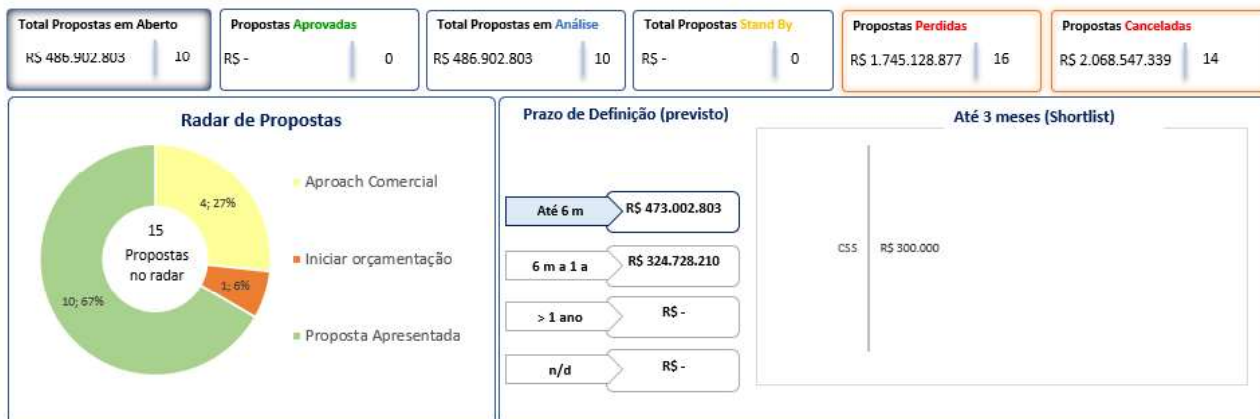 Total Propostas em Aberto
R$ 486.902.803 10
Propostas Aprovadas
R$ - 0
Total Propostas em Análise
R$ 486.902.803 10
Total Propostas Stand By
R$ - 0
Propostas Perdidas
R$ 1.745.128.877 16
Propostas Canceladas
R$ 2.068.547.339 14
Radar de Propostas
4; 27%
1; 6%
10; 67%
15
Propostas
no radar
Aproach Comercial
Iniciar orçamentação
Proposta Apresentada
Prazo de Definição (previsto)
Até 6 m R$ 473.002.803
6 m a 1 a R$ 324.728.210
> 1 ano R$ -
n/d R$ -
Até 3 meses (Shortlist)
CSS R$ 300.000